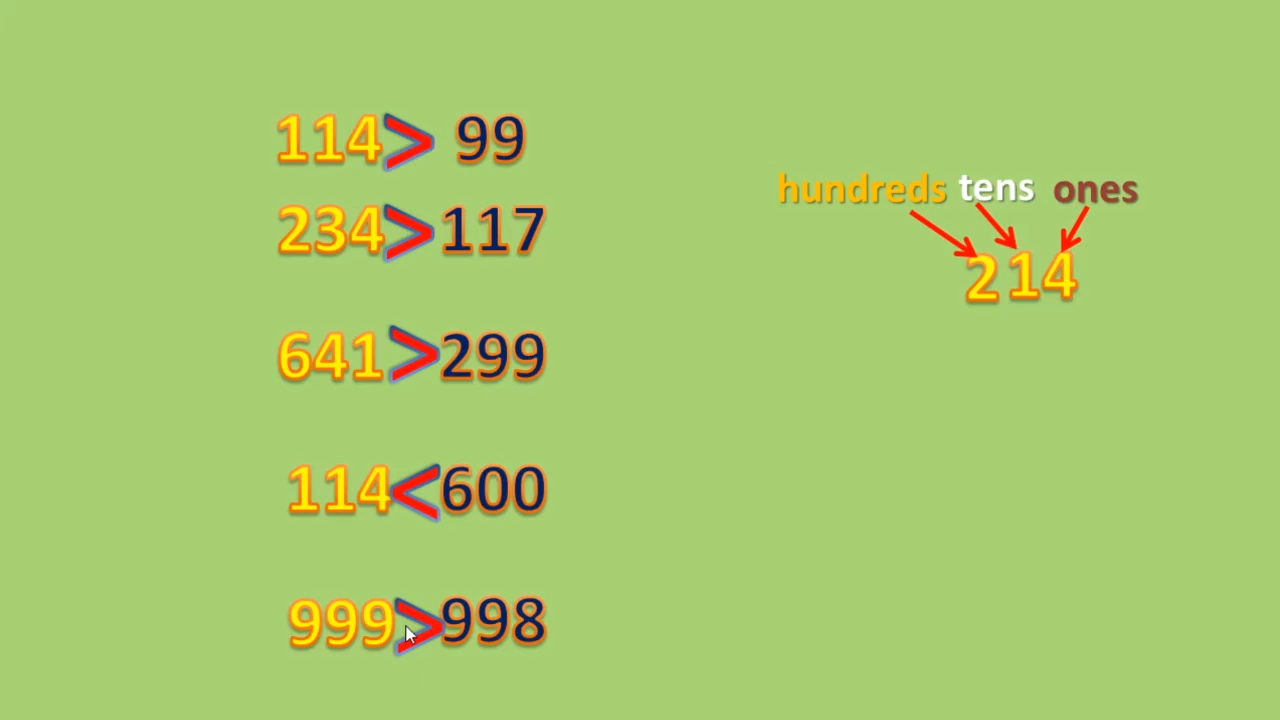 114 > 99
234 > 117
641 > 299
114 < 600
999 > 998
hundreds tens ones
214